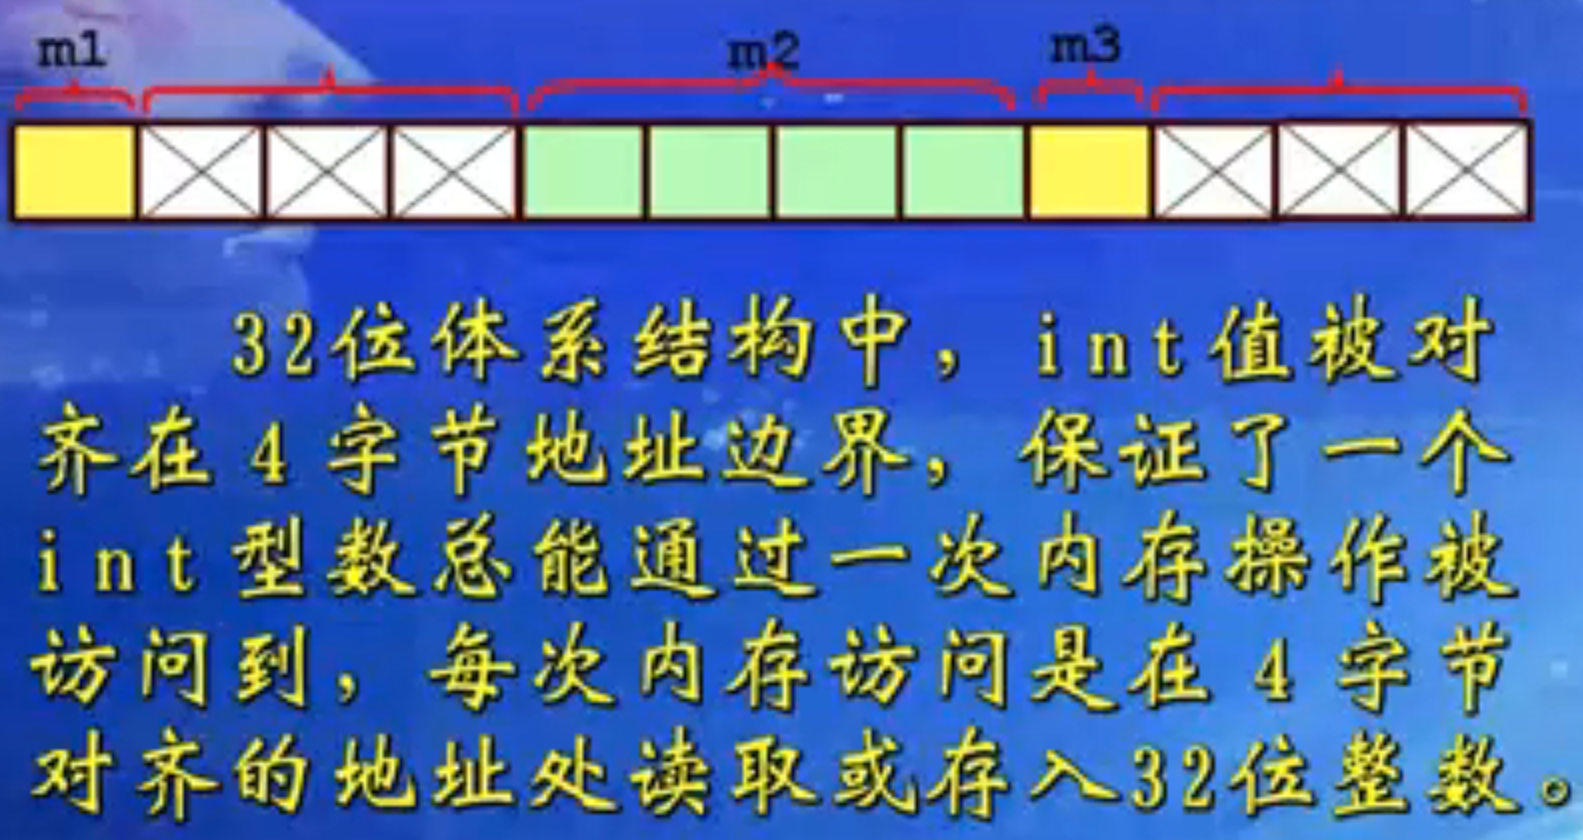 m1 m2 m3
32位体系结构中，int值被对
齐在4字节地址边界，保证了一个
int型数总能通过一次内存操作被
访问到，每次内存访问是在4字节
对齐的地址处读取或存入32位整数。